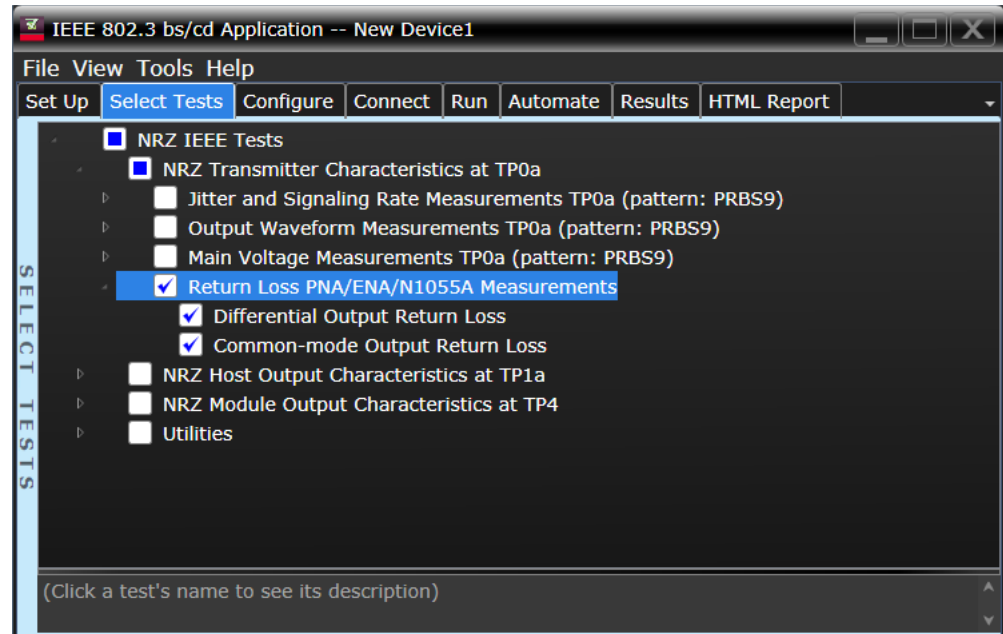 IEEE 802.3 bs/cd Application -- New Device1
File View Tools Help
Set Up Select Tests Configure Connect Run Automate Results HTML Report
NRZ IEEE Tests
NRZ Transmitter Characteristics at TP0a
Jitter and Signaling Rate Measurements TP0a (pattern: PRBS9)
Output Waveform Measurements TP0a (pattern: PRBS9)
Main Voltage Measurements TP0a (pattern: PRBS9)
Return Loss PNA/ENA/N1055A Measurements
Differential Output Return Loss
Common-mode Output Return Loss
NRZ Host Output Characteristics at TP1a
NRZ Module Output Characteristics at TP4
Utilities
SELECT TESTS
(Click a test's name to see its description)